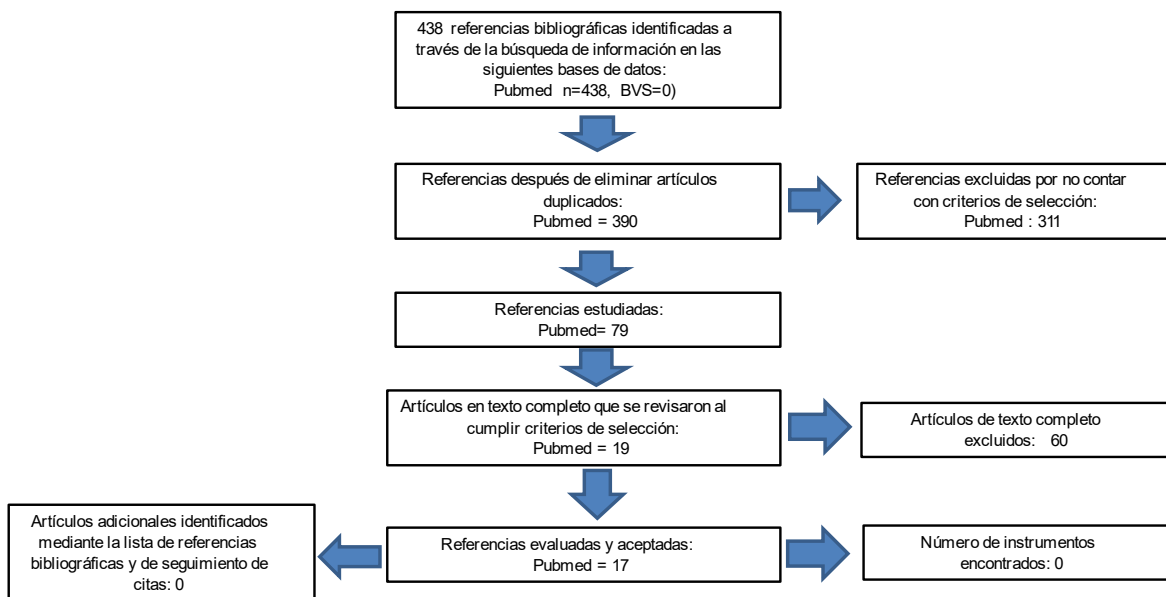 438 referencias bibliográficas identificadas a
través de la búsqueda de información en las
siguientes bases de datos:
Pubmed n=438, BVS=0)
Referencias después de eliminar artículos
duplicados:
Pubmed = 390
Referencias excluidas por no contar
con criterios de selección:
Pubmed : 311
Referencias estudiadas:
Pubmed= 79
Artículos en texto completo que se revisaron al
cumplir criterios de selección:
Pubmed = 19
Artículos de texto completo
excluidos: 60
Artículos adicionales identificados
mediante la lista de referencias
bibliográficas y de seguimiento de
citas: 0
Referencias evaluadas y aceptadas:
Pubmed = 17
Número de instrumentos
encontrados: 0